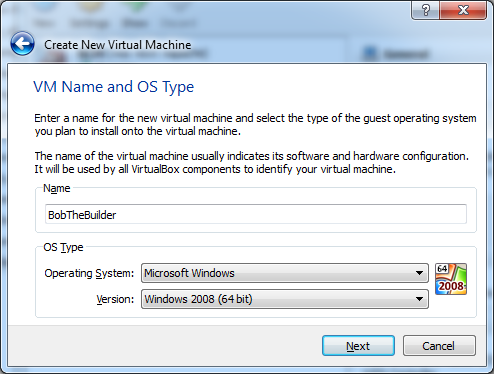 New Settings Show Discard
Create New Virtual Machine
VM Name and OS Type
Enter a name for the new virtual machine and select the type of the guest operating system
you plan to install onto the virtual machine.
The name of the virtual machine usually indicates its software and hardware configuration.
It will be used by all VirtualBox components to identify your virtual machine.
Name
BobTheBuilder
OS Type
Operating System: Microsoft Windows
64
2008
Version: Windows 2008 (64 bit)
Next Cancel